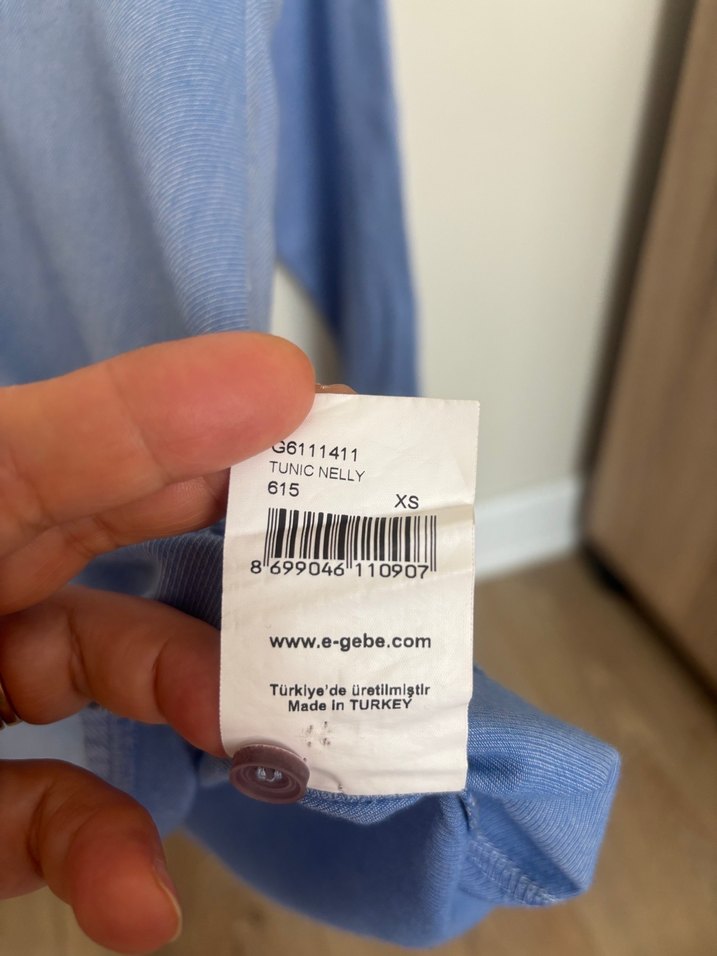 G6111411
TUNIC NELLY
615 XS
8 699046 110907
www.e-gebe.com
Türkiye'de üretilmiştir
Made in TURKEY